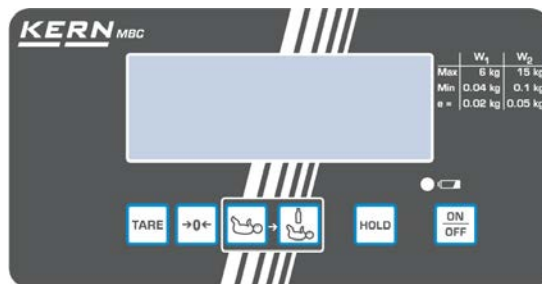 KERN MBC
W1 W2
Max 6 kg 15 kg
Min 0.04 kg 0.1 kg
e = 0.02 kg 0.05 kg
TARE →0← → HOLD ON
OFF